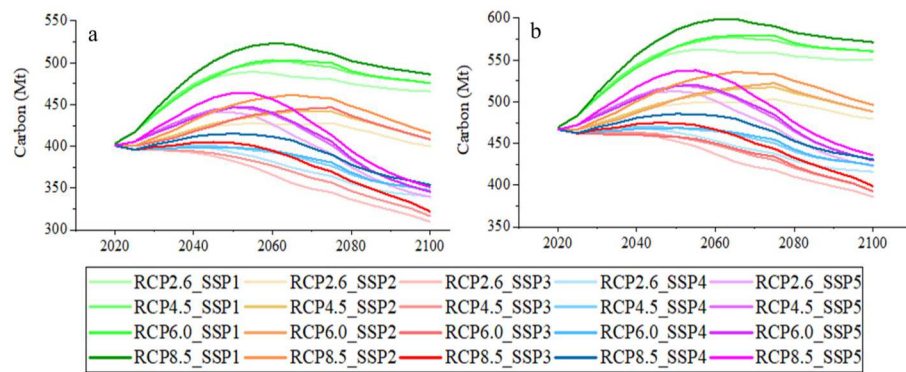 a
Carbon (Mt)
550
500
450
400
350
300
2020 2040 2060 2080 2100
b
Carbon (Mt)
600
550
500
450
400
350
2020 2040 2060 2080 2100
RCP2.6_SSP1 RCP2.6_SSP2 RCP2.6_SSP3 RCP2.6_SSP4 RCP2.6_SSP5
RCP4.5_SSP1 RCP4.5_SSP2 RCP4.5_SSP3 RCP4.5_SSP4 RCP4.5_SSP5
RCP6.0_SSP1 RCP6.0_SSP2 RCP6.0_SSP3 RCP6.0_SSP4 RCP6.0_SSP5
RCP8.5_SSP1 RCP8.5_SSP2 RCP8.5_SSP3 RCP8.5_SSP4 RCP8.5_SSP5